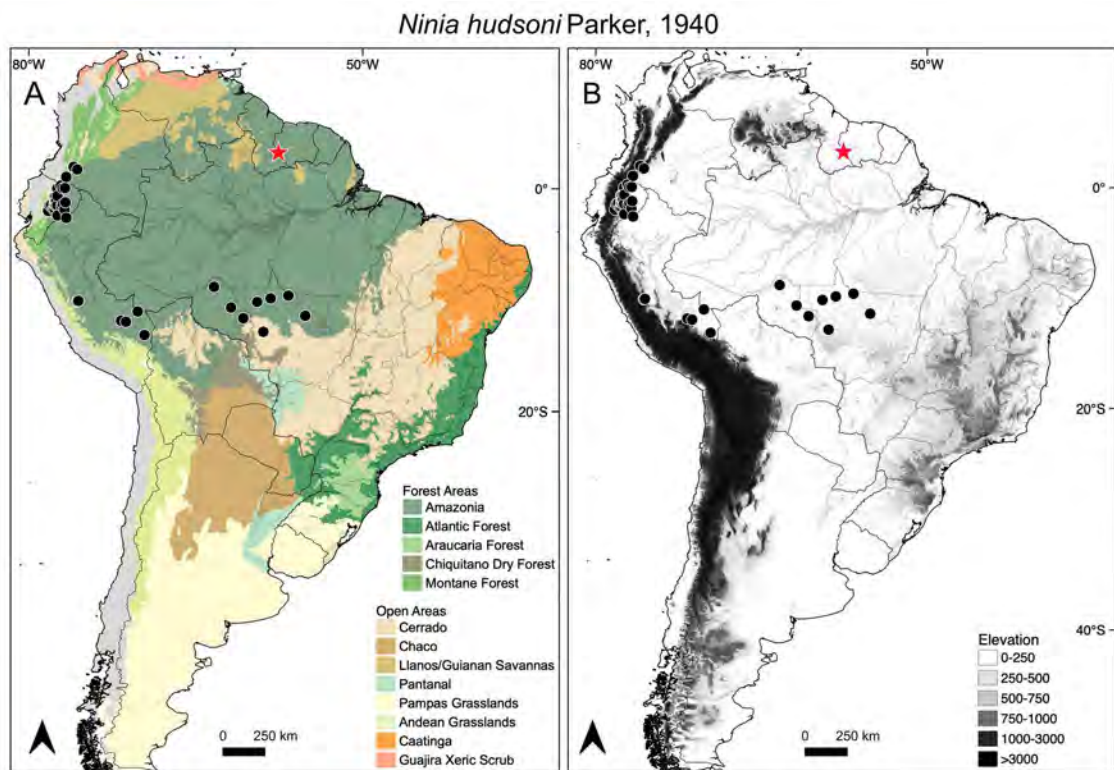 Ninia hudsoni Parker, 1940
80°W
50°W
A
0°
20°S
Forest Areas
Amazonia
Atlantic Forest
Araucaria Forest
Chiquitano Dry Forest
Montane Forest
Open Areas
Cerrado
Chaco
Llanos/Guianan Savannas
Pantanal
Pampas Grasslands
Andean Grasslands
Caatinga
Guajira Xeric Scrub
250 km
80°W
50°W
B
0°
20°S
40°S
Elevation
0-250
250-500
500-750
750-1000
1000-3000
>3000
250 km